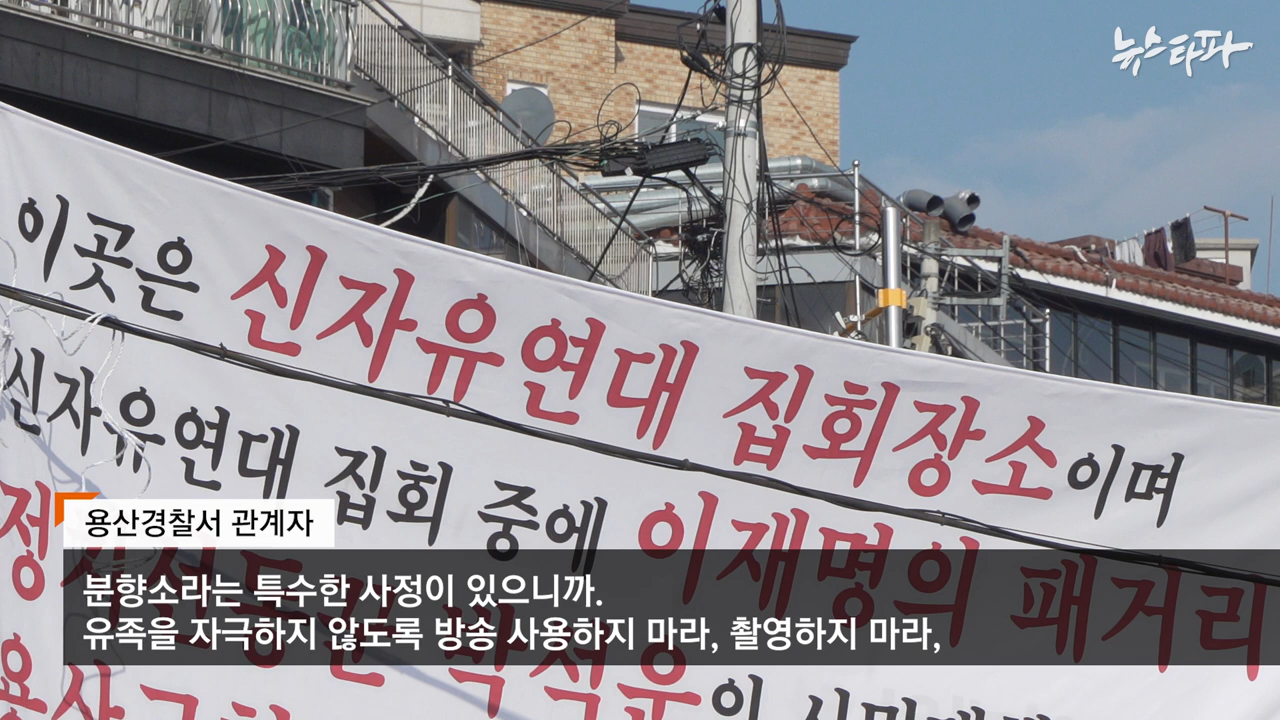 뉴스타파
이곳은 신자유연대 집회장소이며
신자유연대 집회 중에 이재명의 패거리
용산경찰서 관계자
분향소라는 특수한 사정이 있으니까.
유족을 자극하지 않도록 방송 사용하지 마라, 촬영하지 마라,